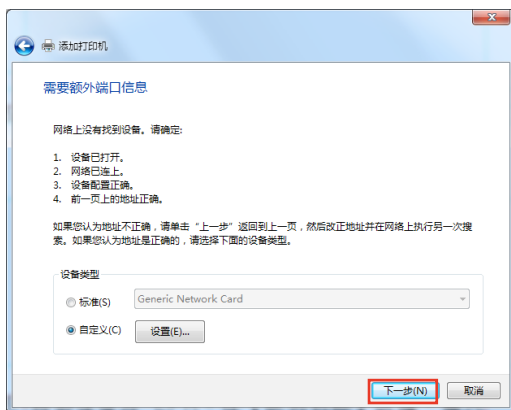 添加打印机
需要额外端口信息
网络上没有找到设备。请确定:
1. 设备已打开。
2. 网络已连上。
3. 设备配置正确。
4. 前一页上的地址正确。
如果您认为地址不正确，请单击“上一步”返回到上一页，然后改正地址并在网络上执行另一次搜
索。如果您认为地址是正确的，请选择下面的设备类型。
设备类型
标准(S) Generic Network Card
自定义(C) 设置(E)...
下一步(N) 取消